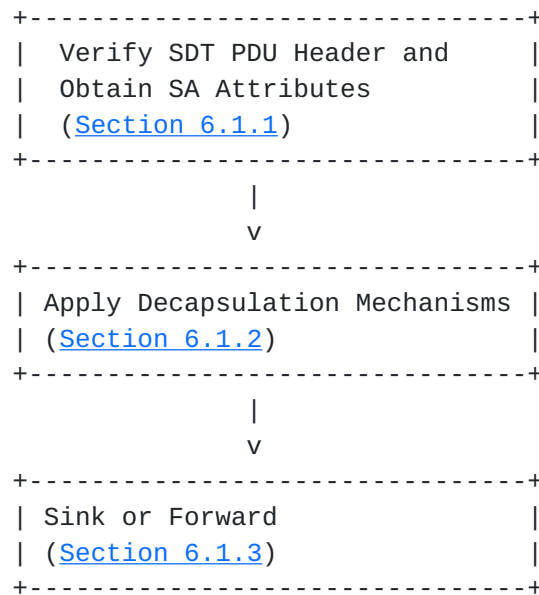 +--------------------------------+
|  Verify SDT PDU Header and     |
|  Obtain SA Attributes          |
|  (Section 6.1.1)               |
+--------------------------------+
               |
               v
+--------------------------------+
| Apply Decapsulation Mechanisms |
| (Section 6.1.2)                |
+--------------------------------+
               |
               v
+--------------------------------+
| Sink or Forward                |
| (Section 6.1.3)                |
+--------------------------------+